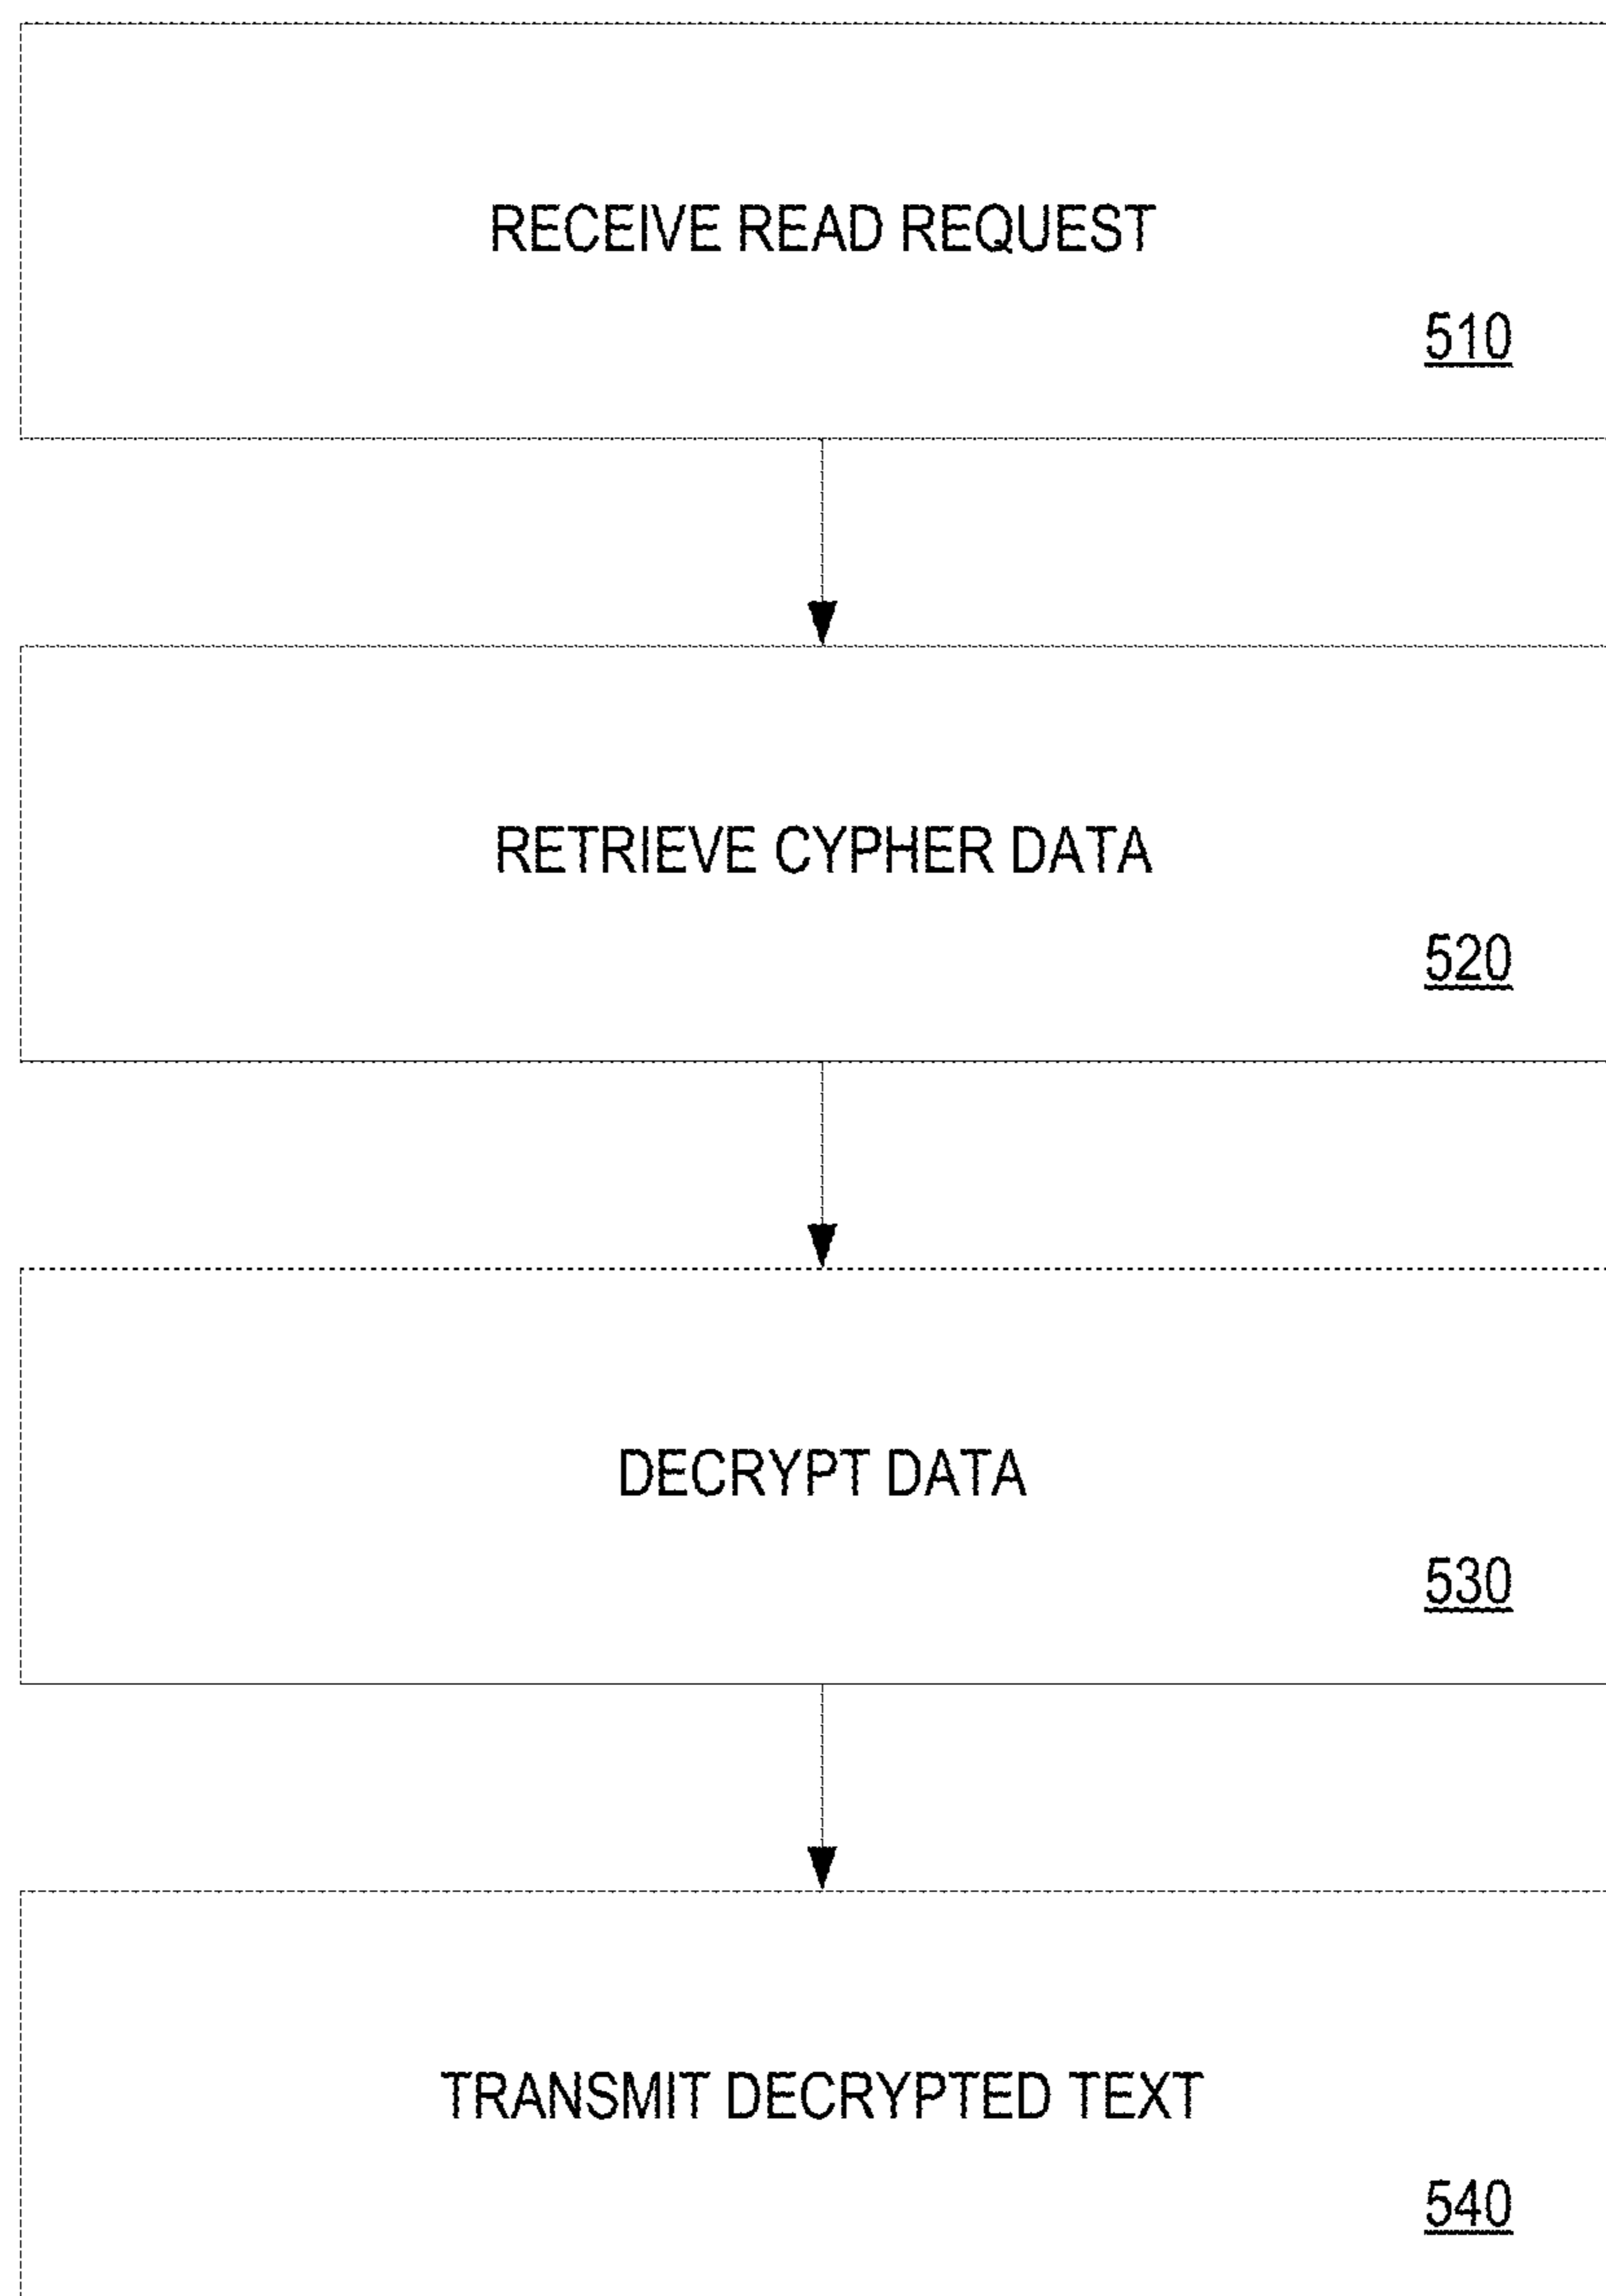 RECEIVE READ REQUEST
510
RETRIEVE CYPHER DATA
520
DECRYPT DATA
530
TRANSMIT DECRYPTED TEXT
540